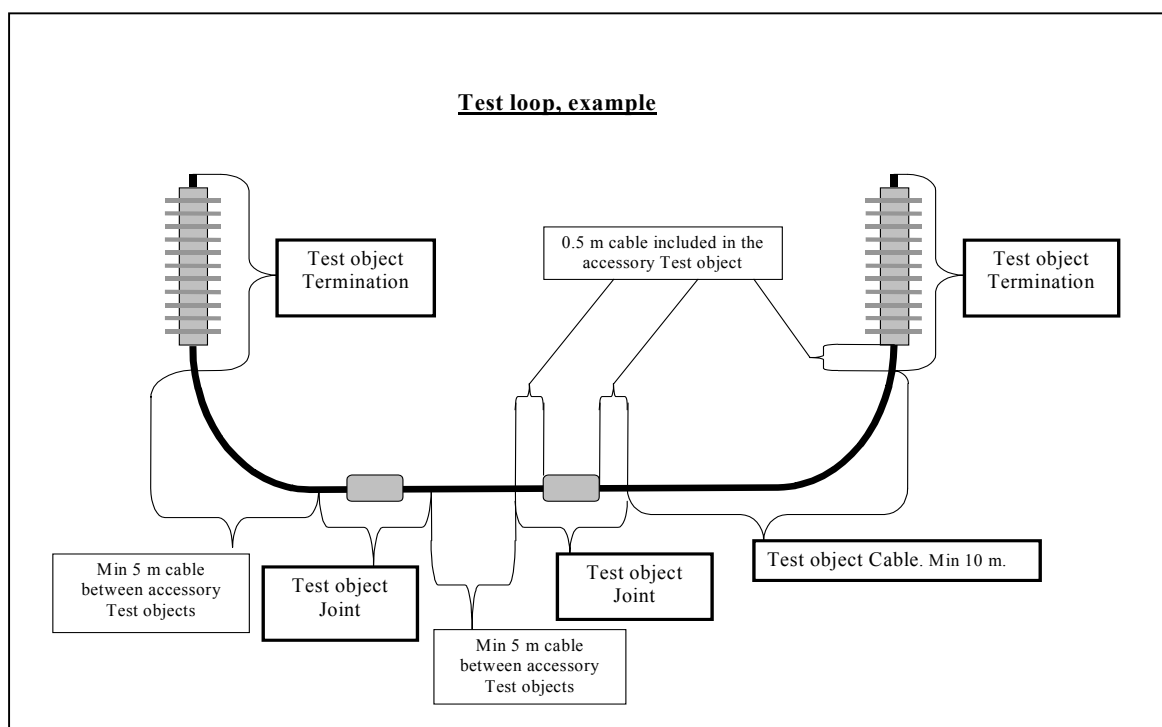 Test loop, example
Test object
Termination
0.5 m cable included in the
accessory Test object
Test object
Termination
Min 5 m cable
between accessory
Test objects
Test object
Joint
Min 5 m cable
between accessory
Test objects
Test object
Joint
Test object Cable. Min 10 m.